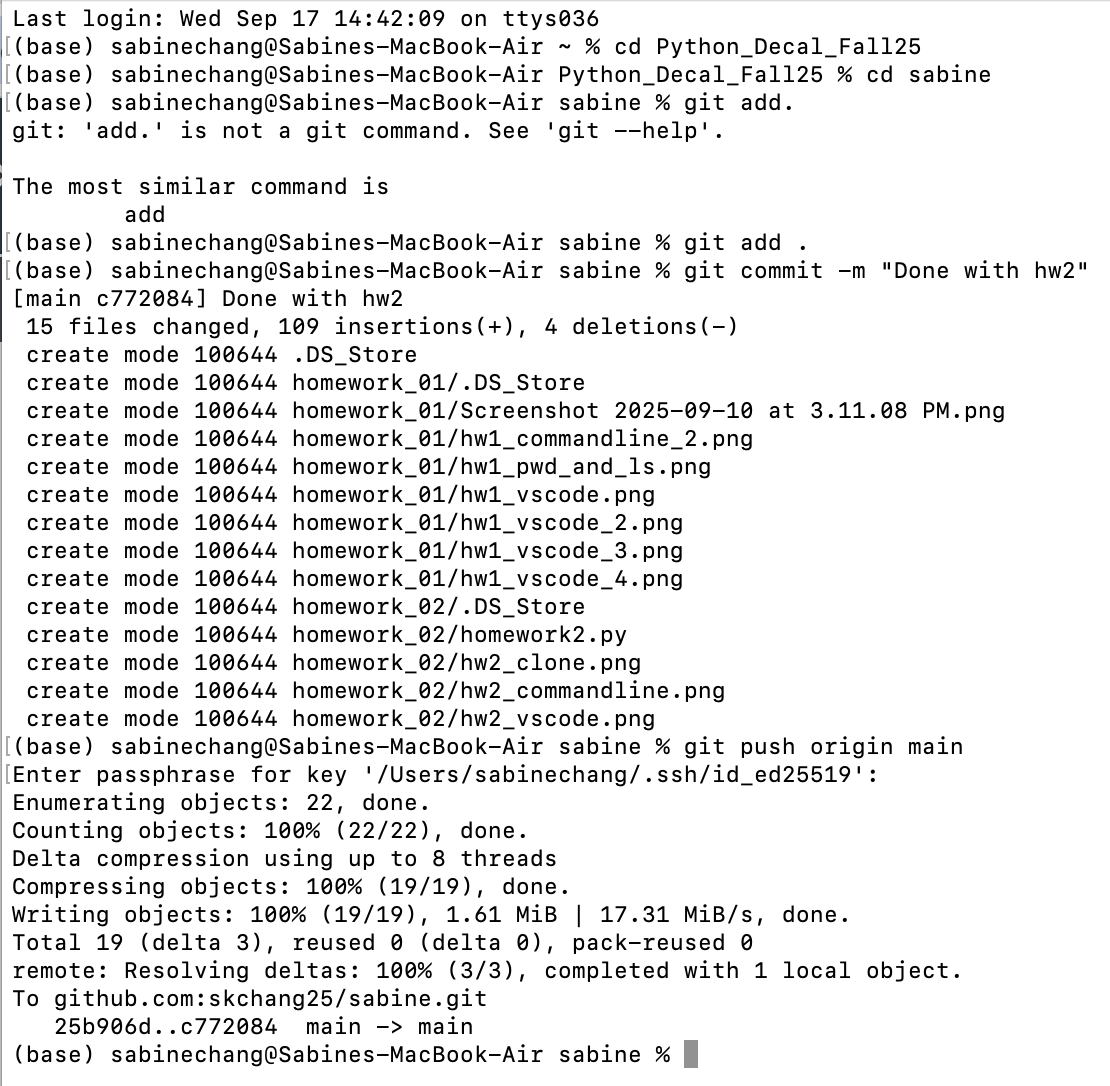 Last login: Wed Sep 17 14:42:09 on ttys036
[(base) sabinechang@Sabines-MacBook-Air ~ % cd Python_Decal_Fall25
[(base) sabinechang@Sabines-MacBook-Air Python_Decal_Fall25 % cd sabine
[(base) sabinechang@Sabines-MacBook-Air sabine % git add.
git: 'add.' is not a git command. See 'git --help'.

The most similar command is
        add
[(base) sabinechang@Sabines-MacBook-Air sabine % git add .
[(base) sabinechang@Sabines-MacBook-Air sabine % git commit -m "Done with hw2"
[main c772084] Done with hw2
 15 files changed, 109 insertions(+), 4 deletions(-)
 create mode 100644 .DS_Store
 create mode 100644 homework_01/.DS_Store
 create mode 100644 homework_01/Screenshot 2025-09-10 at 3.11.08 PM.png
 create mode 100644 homework_01/hw1_commandline_2.png
 create mode 100644 homework_01/hw1_pwd_and_ls.png
 create mode 100644 homework_01/hw1_vscode.png
 create mode 100644 homework_01/hw1_vscode_2.png
 create mode 100644 homework_01/hw1_vscode_3.png
 create mode 100644 homework_01/hw1_vscode_4.png
 create mode 100644 homework_02/.DS_Store
 create mode 100644 homework_02/homework2.py
 create mode 100644 homework_02/hw2_clone.png
 create mode 100644 homework_02/hw2_commandline.png
 create mode 100644 homework_02/hw2_vscode.png
[(base) sabinechang@Sabines-MacBook-Air sabine % git push origin main
[Enter passphrase for key '/Users/sabinechang/.ssh/id_ed25519':
Enumerating objects: 22, done.
Counting objects: 100% (22/22), done.
Delta compression using up to 8 threads
Compressing objects: 100% (19/19), done.
Writing objects: 100% (19/19), 1.61 MiB | 17.31 MiB/s, done.
Total 19 (delta 3), reused 0 (delta 0), pack-reused 0
remote: Resolving deltas: 100% (3/3), completed with 1 local object.
To github.com:skchang25/sabine.git
   25b906d..c772084  main -> main
(base) sabinechang@Sabines-MacBook-Air sabine %